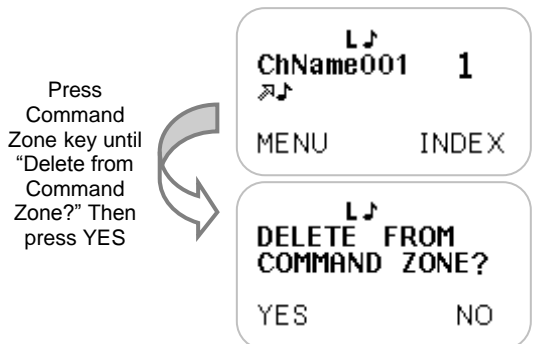 Press
Command
Zone key until
“Delete from
Command
Zone?” Then
press YES
L♪
ChName001 1
⇗♪
MENU INDEX
L♪
DELETE FROM
COMMAND ZONE?
YES NO